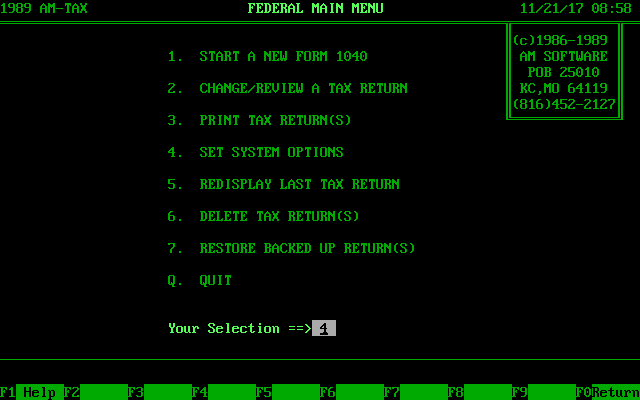 1989 AM-TAX FEDERAL MAIN MENU 11/21/17 08:58
(c)1986-1989
AM SOFTWARE
POB 25010
KC,MO 64119
(816)452-2127
1. START A NEW FORM 1040
2. CHANGE/REVIEW A TAX RETURN
3. PRINT TAX RETURN(S)
4. SET SYSTEM OPTIONS
5. REDISPLAY LAST TAX RETURN
6. DELETE TAX RETURN(S)
7. RESTORE BACKED UP RETURN(S)
Q. QUIT
Your Selection ==> 4
F1 Help F2 F3 F4 F5 F6 F7 F8 F9 F0 Return